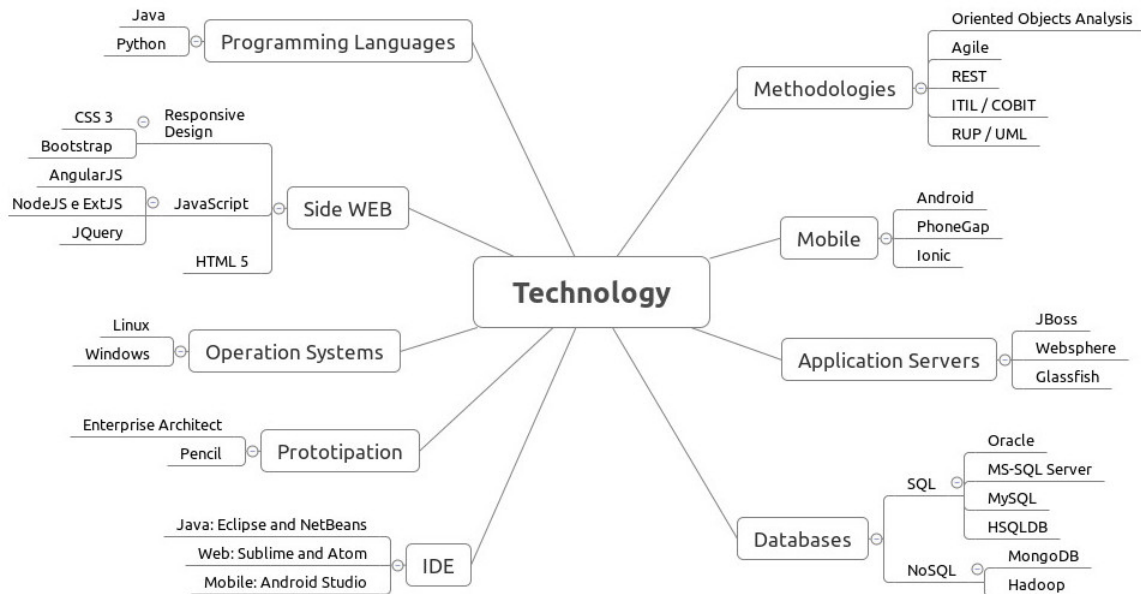 Technology
Programming Languages
Java
Python
Side WEB
Responsive
Design
CSS 3
Bootstrap
JavaScript
AngularJS
NodeJS e ExtJS
JQuery
HTML 5
Operation Systems
Linux
Windows
Prototipation
Enterprise Architect
Pencil
IDE
Java: Eclipse and NetBeans
Web: Sublime and Atom
Mobile: Android Studio
Methodologies
Oriented Objects Analysis
Agile
REST
ITIL / COBIT
RUP / UML
Mobile
Android
PhoneGap
Ionic
Application Servers
JBoss
Websphere
Glassfish
Databases
SQL
Oracle
MS-SQL Server
MySQL
HSQLDB
NoSQL
MongoDB
Hadoop